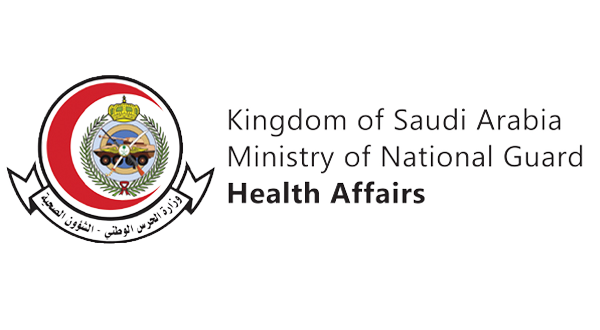 Kingdom of Saudi Arabia
Ministry of National Guard
Health Affairs
وزارة الحرس الوطني - الشؤون الصحية